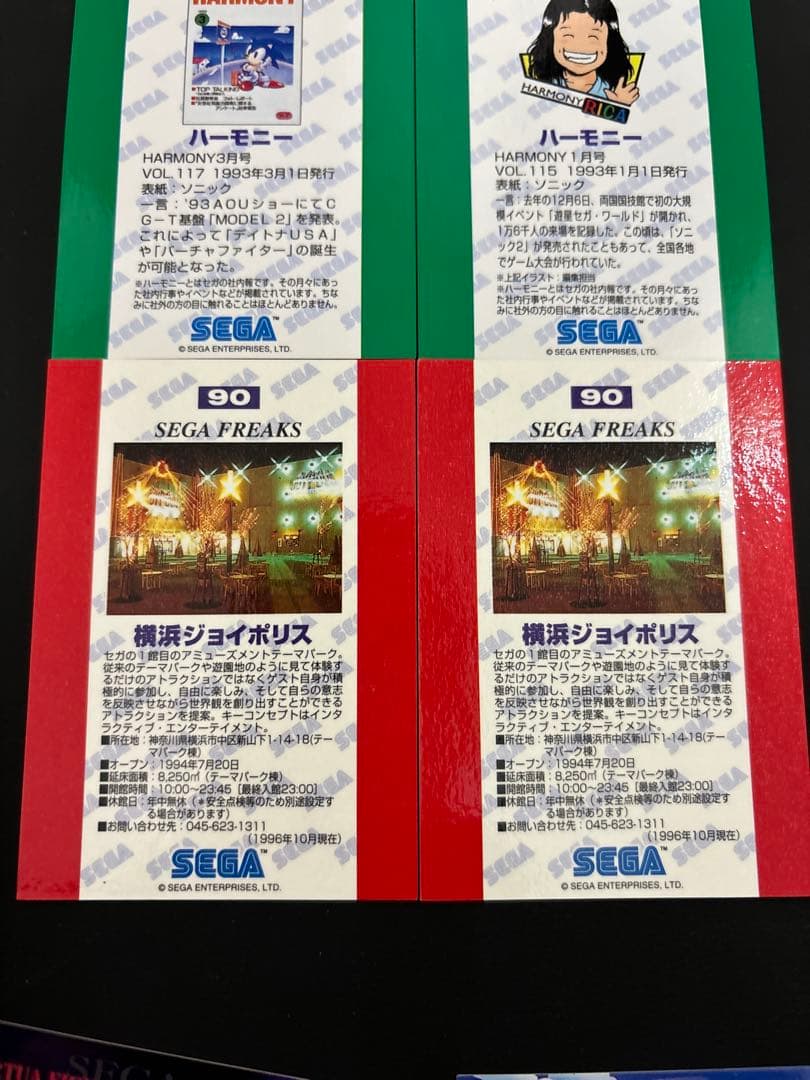 HARMONY
3
■TOP TALKING
ハーモニー
HARMONY3月号
VOL.117 1993年3月1日発行
表紙：ソニック
一言：'93AOUショーにてC
G-T基盤「MODEL 2」を発表。
これによって「デイトナUSA」
や「バーチャファイター」の誕生
が可能となった。
※ハーモニーとはセガの社内報です。その月々にあっ
た社内行事やイベントなどが掲載されています。ちな
みに社外の方の目に触れることはほとんどありません。
SEGA™
© SEGA ENTERPRISES, LTD.
HARMONY RICA
ハーモニー
HARMONY1月号
VOL.115 1993年1月1日発行
表紙：ソニック
一言：去年の12月6日、両国国技館で初の大規
模イベント「遊星セガ・ワールド」が開かれ、
1万6千人の来場を記録した。この頃は、「ソニ
ック2」が発売されたこともあって、全国各地
でゲーム大会が行われていた。
＊上記イラスト：編集担当
※ハーモニーとはセガの社内報です。その月々にあっ
た社内行事やイベントなどが掲載されています。ちな
みに社外の方の目に触れることはほとんどありません。
SEGA™
© SEGA ENTERPRISES, LTD.
90
SEGA FREAKS
横浜ジョイポリス
セガの1館目のアミューズメントテーマパーク。
従来のテーマパークや遊園地のように見て体験す
るだけのアトラクションではなくゲスト自身が積
極的に参加し、自由に楽しみ、そして自らの意志
を反映させながら世界観を創り出すことができる
アトラクションを提案。キーコンセプトはインタ
ラクティブ・エンターテイメント。
■所在地：神奈川県横浜市中区新山下1-14-18(テー
マパーク棟)
■オープン：1994年7月20日
■延床面積：8,250㎡（テーマパーク棟）
■開館時間：10:00～23:45［最終入館23:00］
■休館日：年中無休（＊安全点検等のため別途設定す
る場合があります）
■お問い合わせ先：045-623-1311
（1996年10月現在）
SEGA™
© SEGA ENTERPRISES, LTD.
90
SEGA FREAKS
横浜ジョイポリス
セガの1館目のアミューズメントテーマパーク。
従来のテーマパークや遊園地のように見て体験す
るだけのアトラクションではなくゲスト自身が積
極的に参加し、自由に楽しみ、そして自らの意志
を反映させながら世界観を創り出すことができる
アトラクションを提案。キーコンセプトはインタ
ラクティブ・エンターテイメント。
■所在地：神奈川県横浜市中区新山下1-14-18(テー
マパーク棟)
■オープン：1994年7月20日
■延床面積：8,250㎡（テーマパーク棟）
■開館時間：10:00～23:45［最終入館23:00］
■休館日：年中無休（＊安全点検等のため別途設定す
る場合があります）
■お問い合わせ先：045-623-1311
（1996年10月現在）
SEGA™
© SEGA ENTERPRISES, LTD.
SEGA